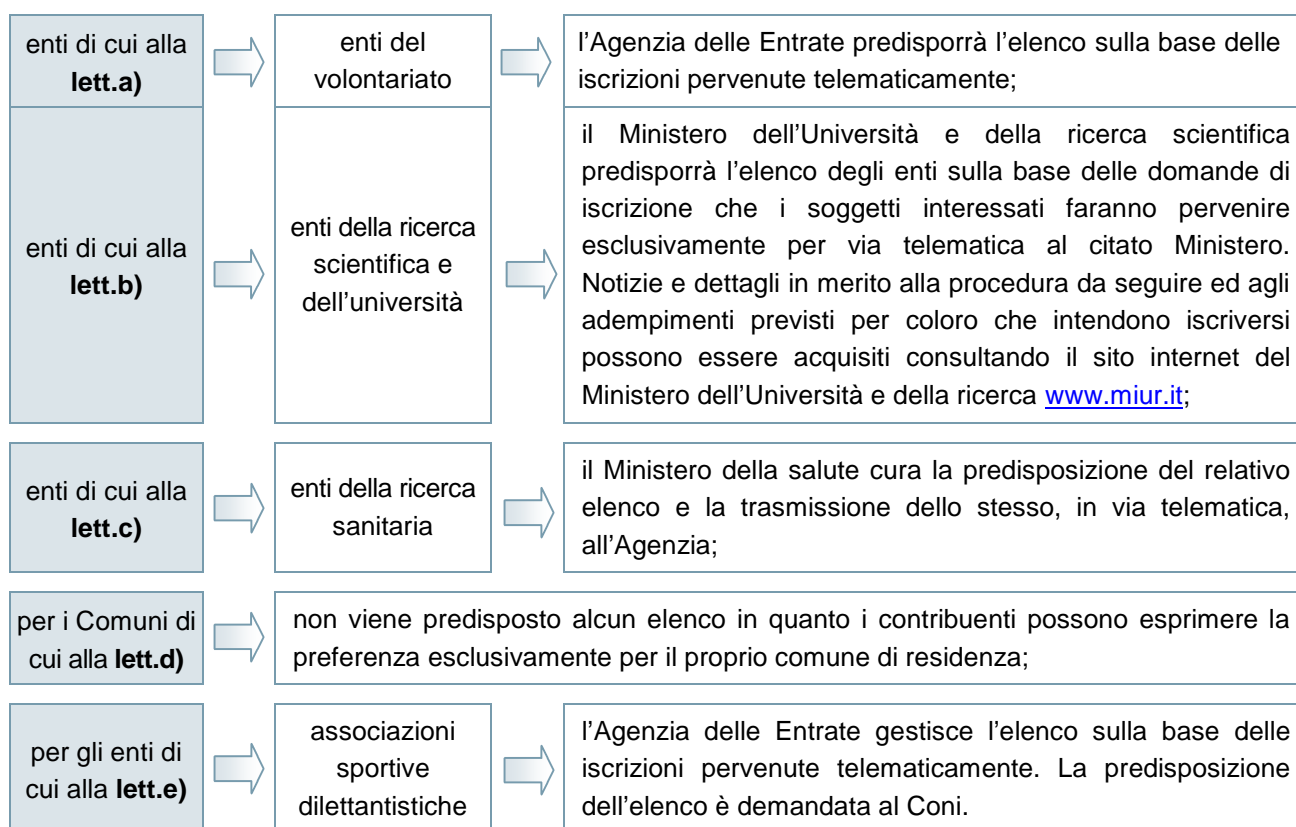 enti di cui alla
lett.a)
enti del
volontariato
l’Agenzia delle Entrate predisporrà l’elenco sulla base delle
iscrizioni pervenute telematicamente;
enti di cui alla
lett.b)
enti della ricerca
scientifica e
dell’università
il Ministero dell’Università e della ricerca scientifica
predisporrà l’elenco degli enti sulla base delle domande di
iscrizione che i soggetti interessati faranno pervenire
esclusivamente per via telematica al citato Ministero.
Notizie e dettagli in merito alla procedura da seguire ed agli
adempimenti previsti per coloro che intendono iscriversi
possono essere acquisiti consultando il sito internet del
Ministero dell’Università e della ricerca www.miur.it;
enti di cui alla
lett.c)
enti della ricerca
sanitaria
il Ministero della salute cura la predisposizione del relativo
elenco e la trasmissione dello stesso, in via telematica,
all’Agenzia;
per i Comuni di
cui alla lett.d)
non viene predisposto alcun elenco in quanto i contribuenti possono esprimere la
preferenza esclusivamente per il proprio comune di residenza;
per gli enti di
cui alla lett.e)
associazioni
sportive
dilettantistiche
l’Agenzia delle Entrate gestisce l’elenco sulla base delle
iscrizioni pervenute telematicamente. La predisposizione
dell’elenco è demandata al Coni.